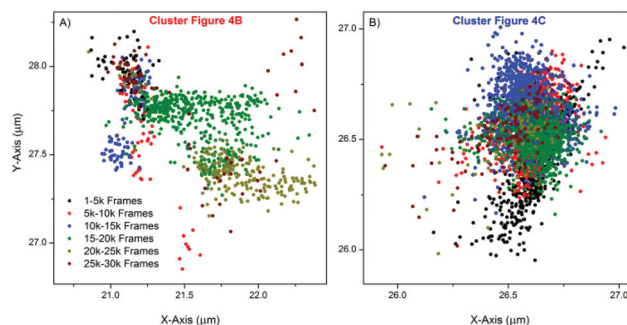 A)
Cluster Figure 4B
Y-Axis (µm)
28.0
27.5
27.0
1-5k Frames
5k-10k Frames
10k-15k Frames
15-20k Frames
20k-25k Frames
25k-30k Frames
21.0 21.5 22.0
X-Axis (µm)
B)
Cluster Figure 4C
27.0
26.5
26.0
26.0 26.5 27.0
X-Axis (µm)